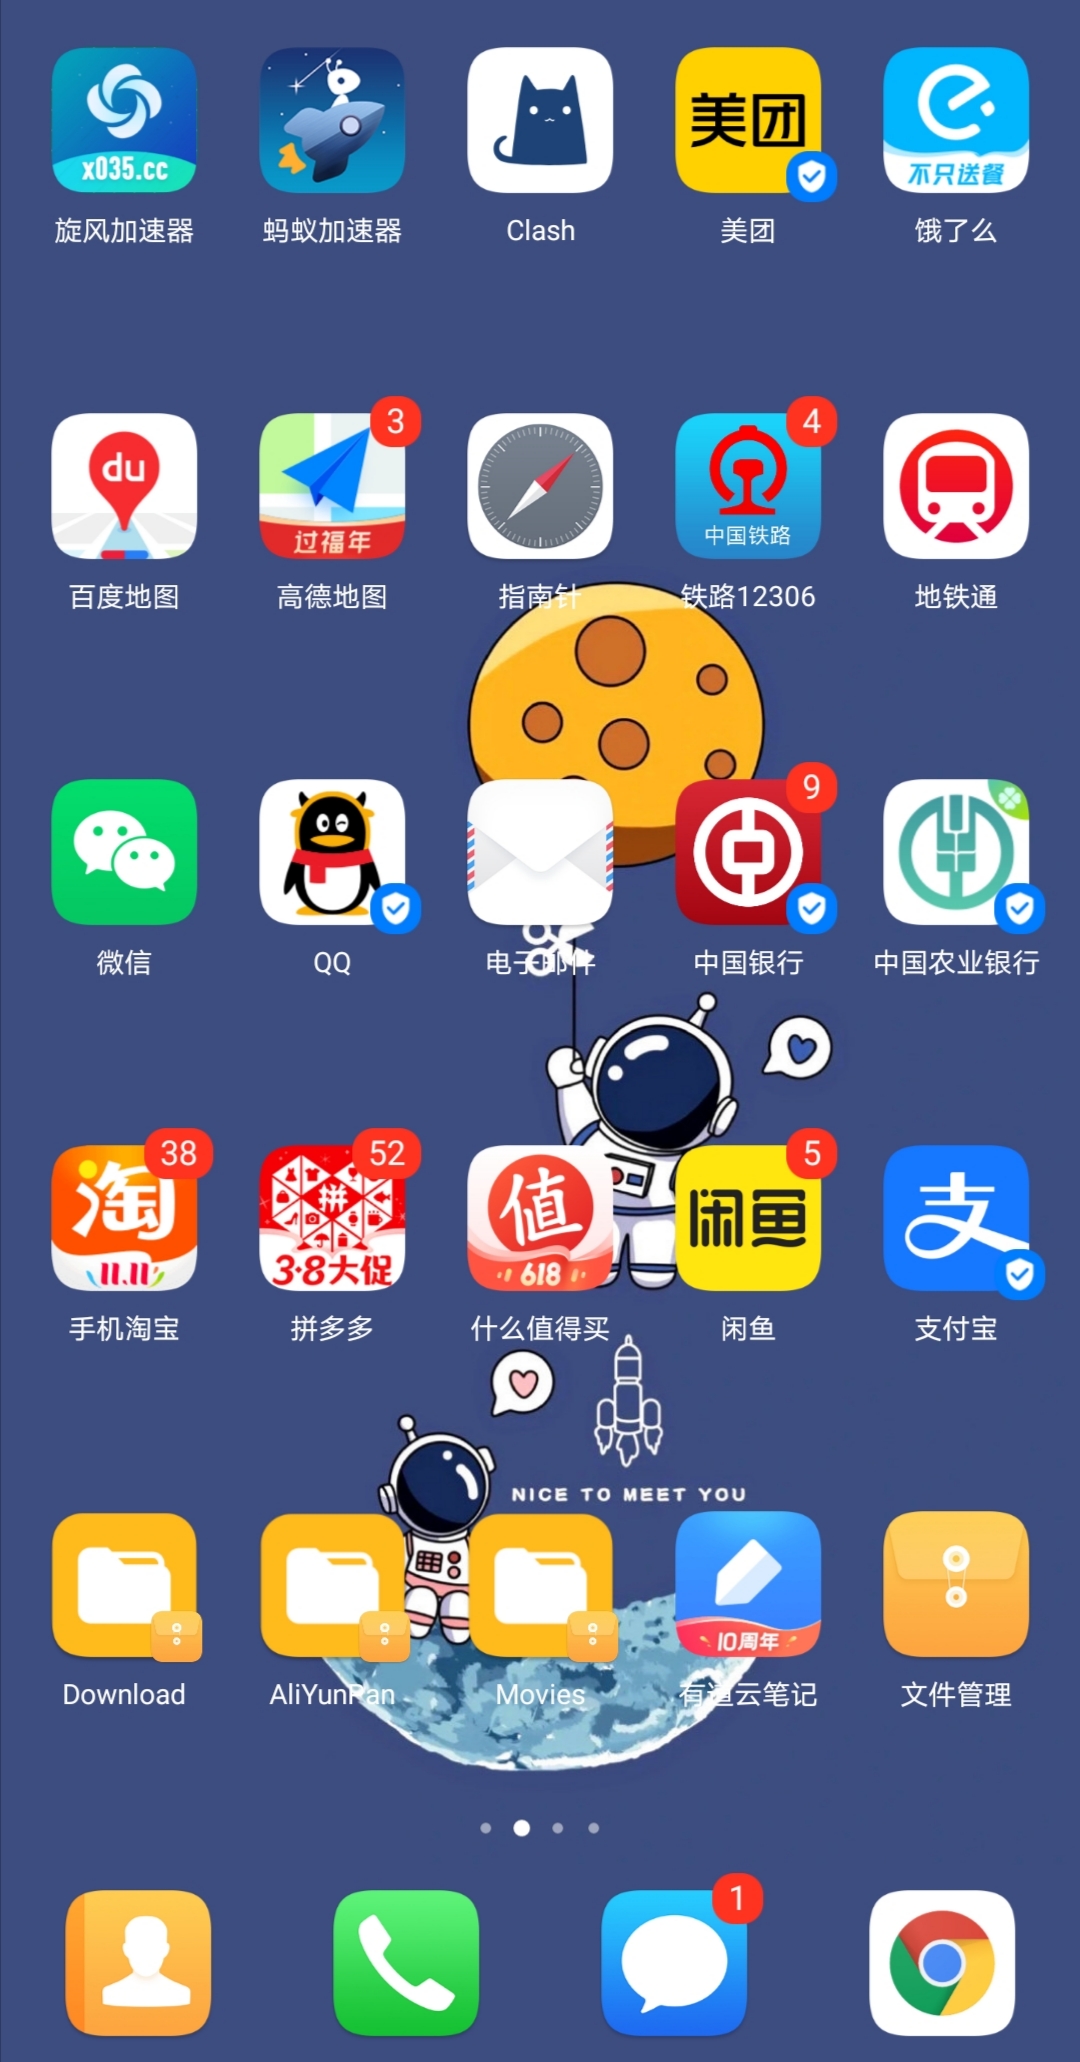 x035.cc
美团
不只送餐
旋风加速器
蚂蚁加速器
Clash
美团
饿了么
3
4
du
过福年
中国铁路
百度地图
高德地图
指南针
铁路12306
地铁通
9
微信
QQ
电子邮件
中国银行
中国农业银行
38
52
5
淘
拼
值
闲鱼
支
11.11
3·8大促
618
手机淘宝
拼多多
什么值得买
闲鱼
支付宝
NICE TO MEET YOU
10周年
Download
AliYunPan
Movies
有道云笔记
文件管理
1